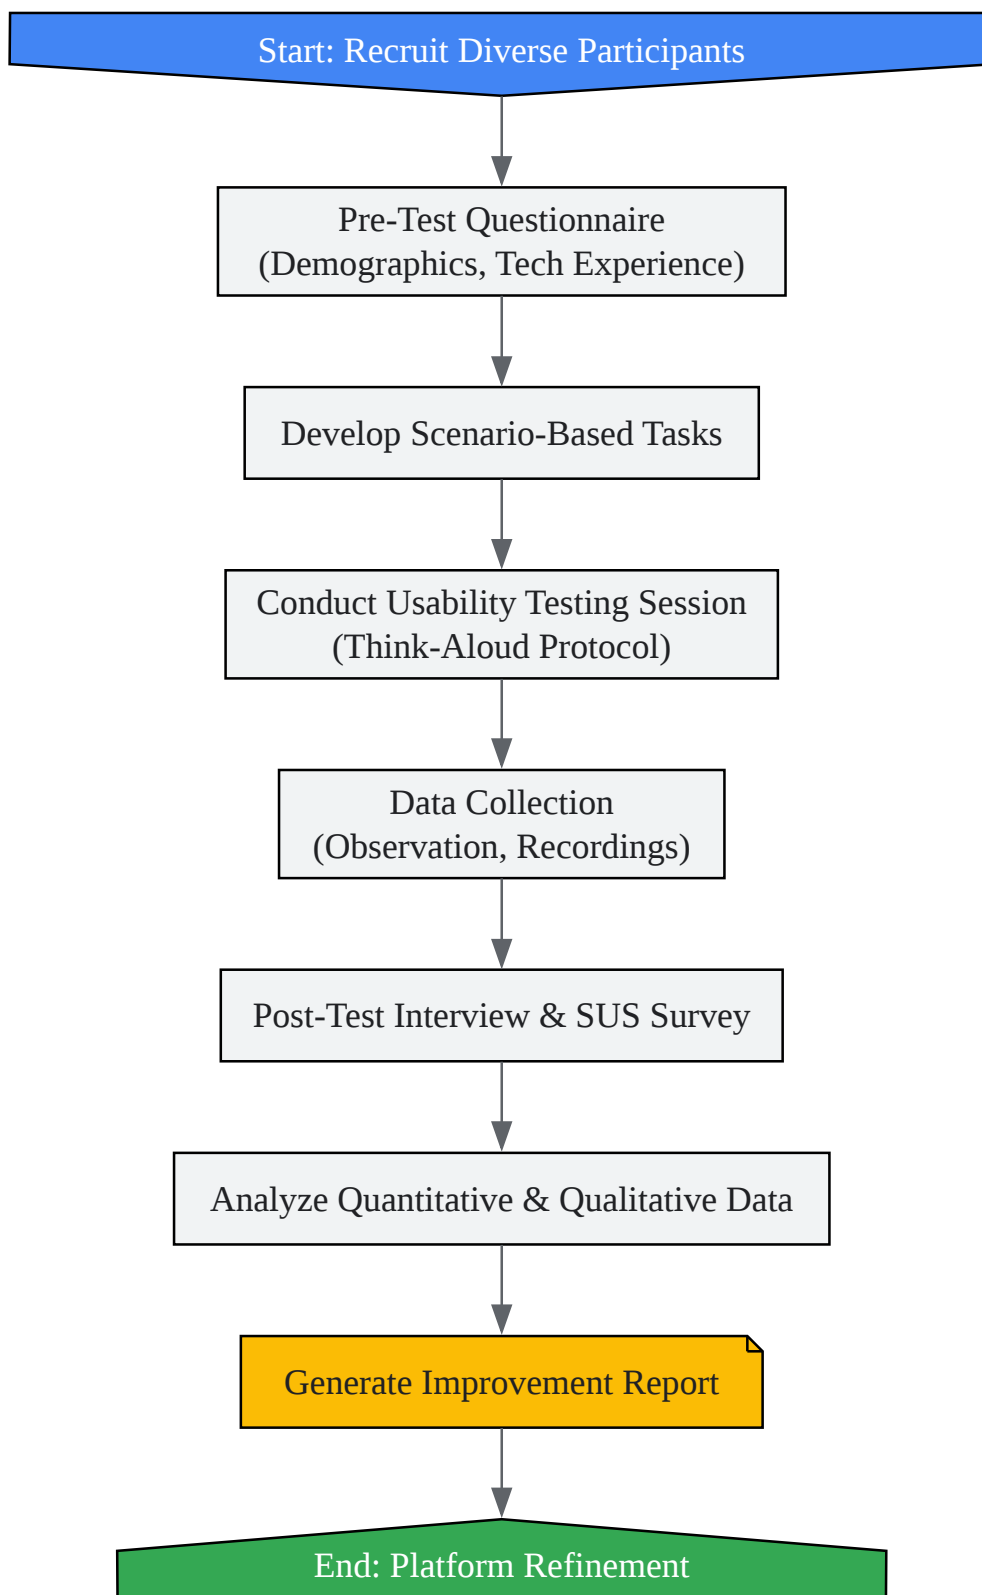 Start: Recruit Diverse Participants
Pre-Test Questionnaire
(Demographics, Tech Experience)
Develop Scenario-Based Tasks
Conduct Usability Testing Session
(Think-Aloud Protocol)
Data Collection
(Observation, Recordings)
Post-Test Interview & SUS Survey
Analyze Quantitative & Qualitative Data
Generate Improvement Report
End: Platform Refinement